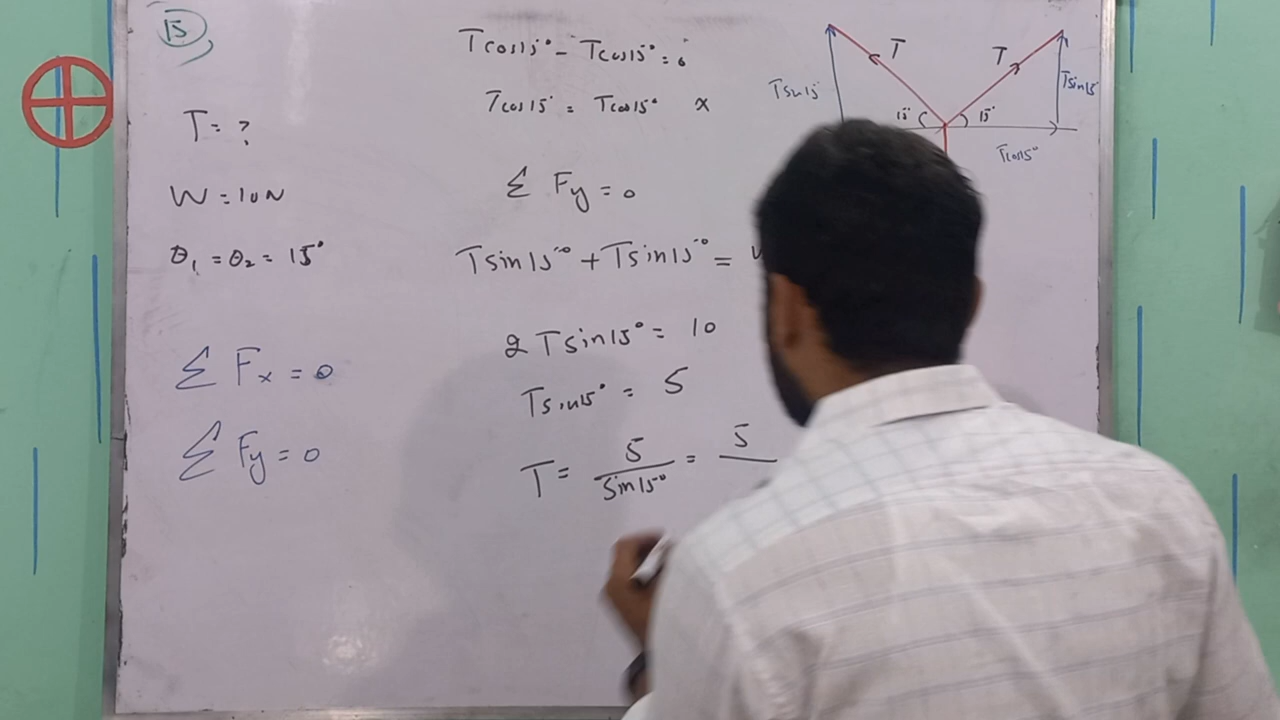 15
T = ?
W = 10N
θ₁ = θ₂ = 15°
Σ Fx = 0
Σ Fy = 0
Tcos15° - Tcos15° = 0
Tcos15° = Tcos15° x
Σ Fy = 0
Tsin15° + Tsin15° =
2Tsin15° = 10
Tsin15° = 5
T = 5/sin15° = 5/
T
T
Tsin15
Tsin15
15°
15°
Tcos15°